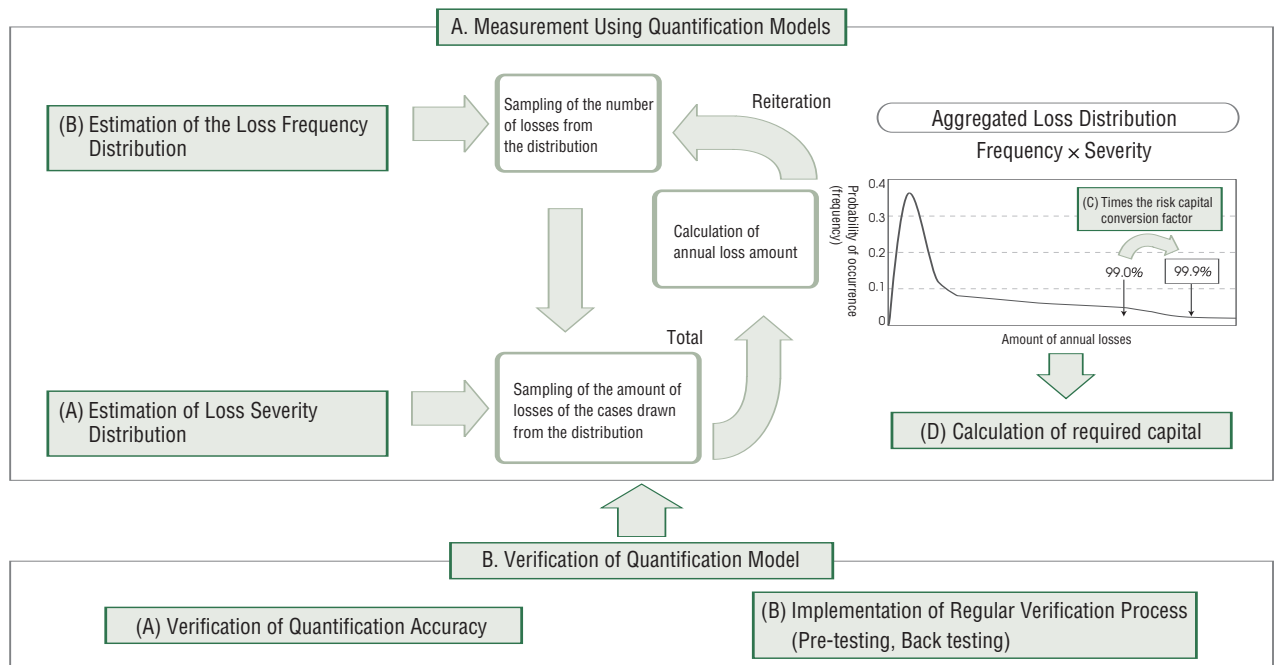 A. Measurement Using Quantification Models
(B) Estimation of the Loss Frequency
Distribution
Sampling of the number
of losses from
the distribution
Reiteration
Calculation of
annual loss amount
Total
(A) Estimation of Loss Severity
Distribution
Sampling of the amount of
losses of the cases drawn
from the distribution
Aggregated Loss Distribution
Frequency × Severity
Probability of occurrence
(frequency)
0.4
0.3
0.2
0.1
0
(C) Times the risk capital
conversion factor
99.0%
99.9%
Amount of annual losses
(D) Calculation of required capital
B. Verification of Quantification Model
(A) Verification of Quantification Accuracy
(B) Implementation of Regular Verification Process
(Pre-testing, Back testing)